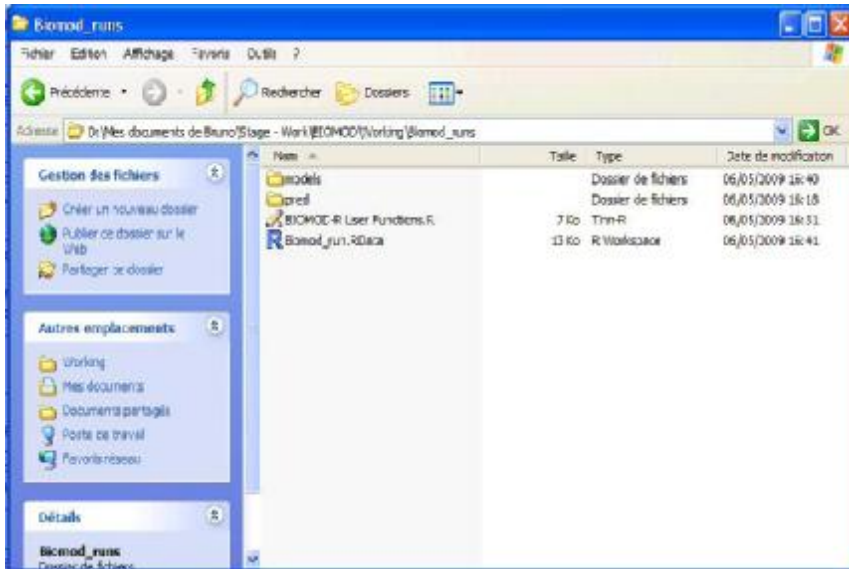 Biomod_runs
Fichier Edition Affichage Favoris Outils ?
Précédente Rechercher Dossiers
Adresse D:\Mes documents de Bruno\Stage - Work\BIOMOD\Working\Biomod_runs OK
Gestion des fichiers
Créer un nouveau dossier
Publier ce dossier sur le Web
Partager ce dossier
Autres emplacements
Working
Mes documents
Documents partagés
Poste de travail
Favoris réseau
Détails
Biomod_runs
Dossier de fichiers
Nom Taille Type Date de modification
models Dossier de fichiers 06/05/2009 16:40
pred Dossier de fichiers 06/05/2009 16:18
BIOMOD-R User Functions.R 7 Ko Tinn-R 06/05/2009 16:31
Biomod_run.RData 13 Ko R Workspace 06/05/2009 16:41